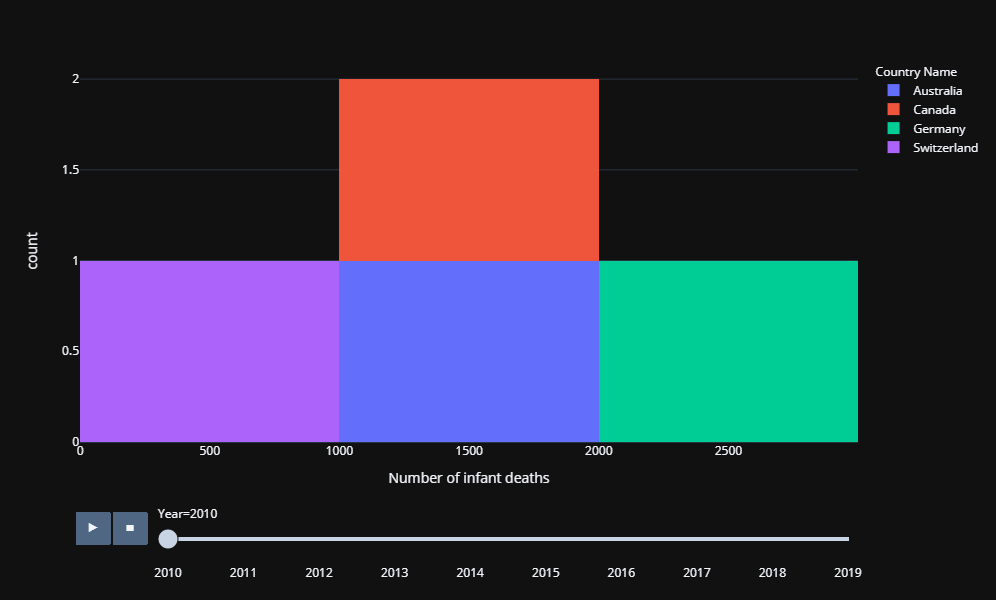 2
1.5
1
0.5
0
count
0 500 1000 1500 2000 2500
Number of infant deaths
Country Name
Australia
Canada
Germany
Switzerland
Year=2010
2010 2011 2012 2013 2014 2015 2016 2017 2018 2019